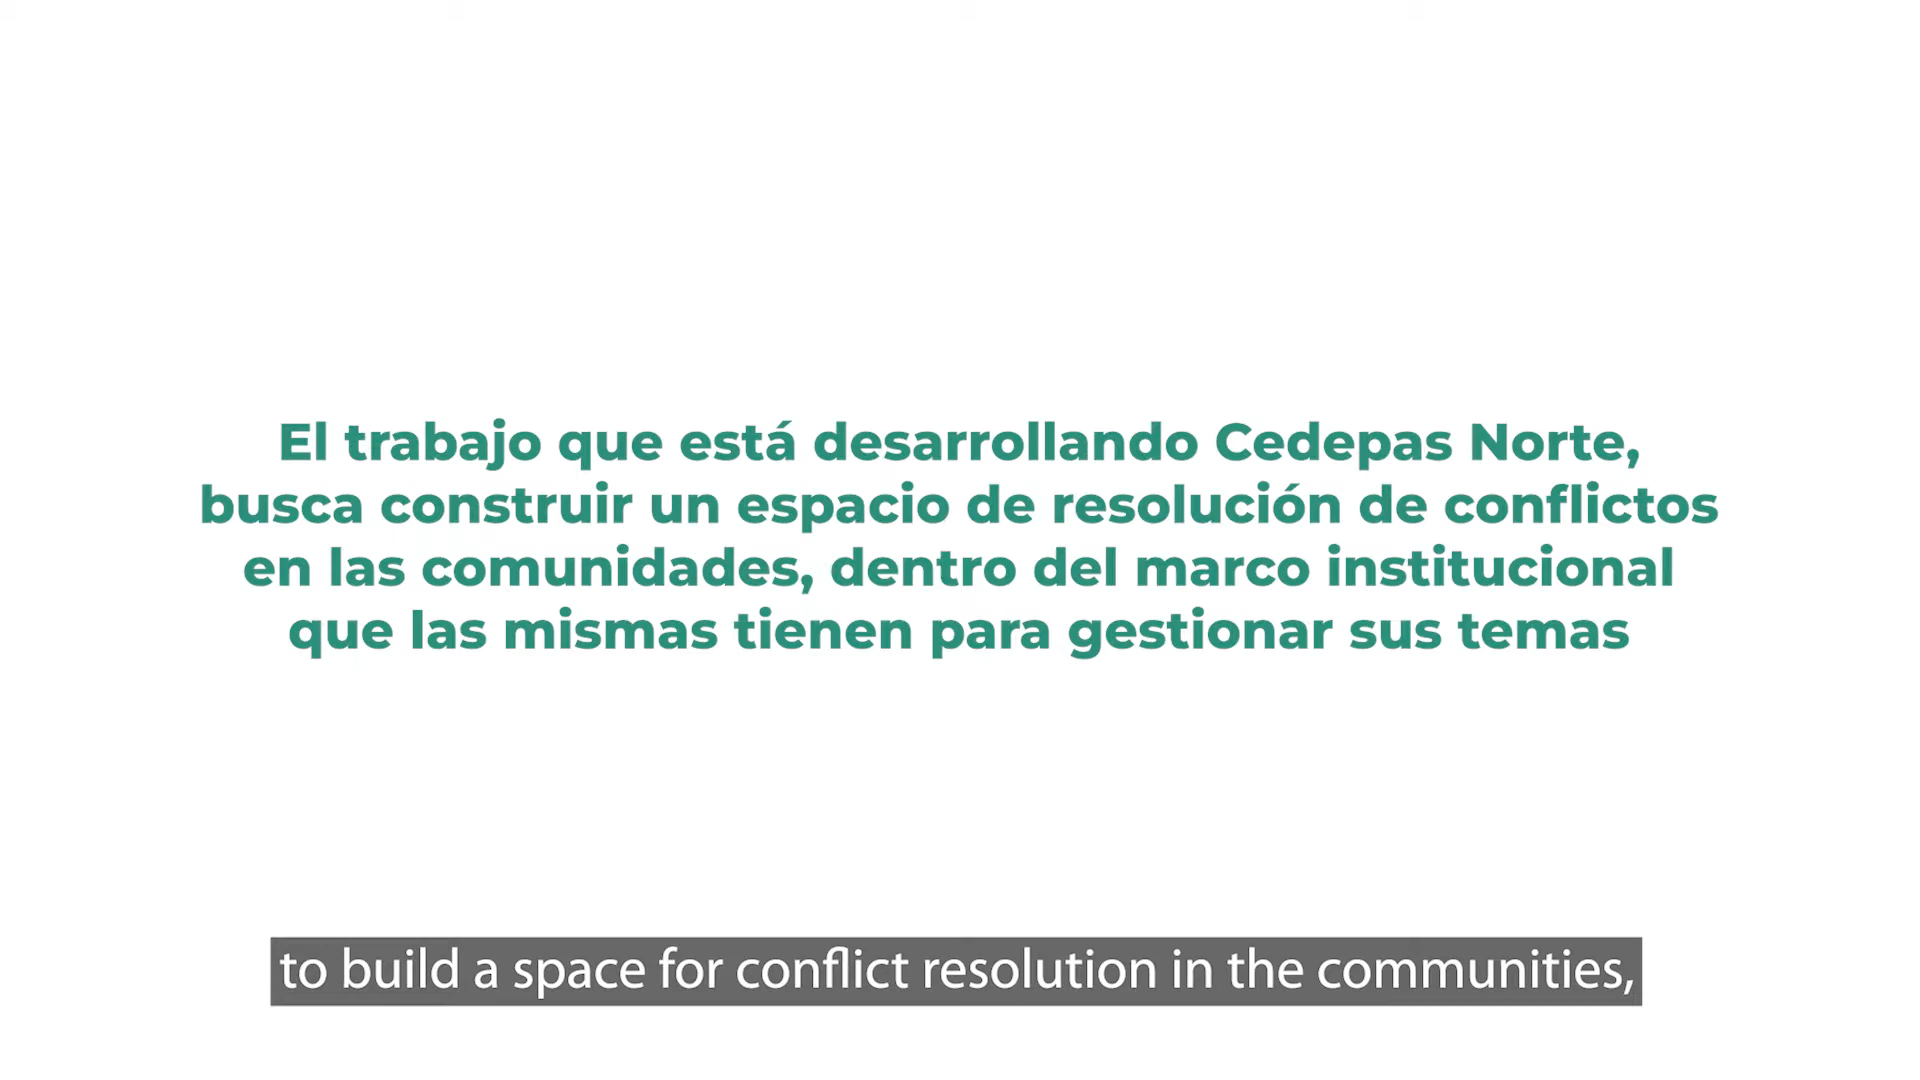 El trabajo que está desarrollando Cedepas Norte,
busca construir un espacio de resolución de conflictos
en las comunidades, dentro del marco institucional
que las mismas tienen para gestionar sus temas
to build a space for conflict resolution in the communities,